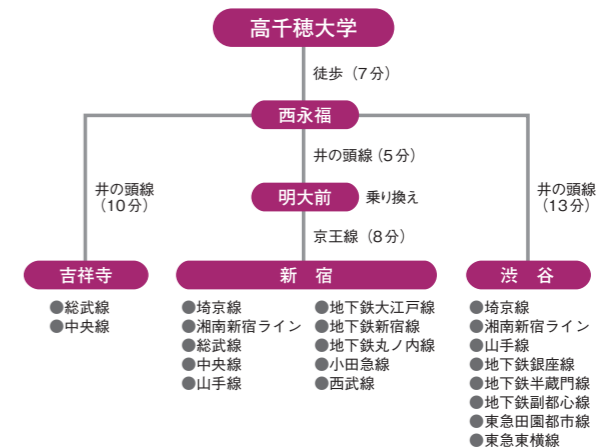 高千穂大学
徒歩（7分）
西永福
井の頭線（5分）
井の頭線
（10分）
明大前 乗り換え
井の頭線
（13分）
京王線（8分）
吉祥寺
●総武線
●中央線
新 宿
●埼京線
●湘南新宿ライン
●総武線
●中央線
●山手線
●地下鉄大江戸線
●地下鉄新宿線
●地下鉄丸ノ内線
●小田急線
●西武線
渋 谷
●埼京線
●湘南新宿ライン
●山手線
●地下鉄銀座線
●地下鉄半蔵門線
●地下鉄副都心線
●東急田園都市線
●東急東横線